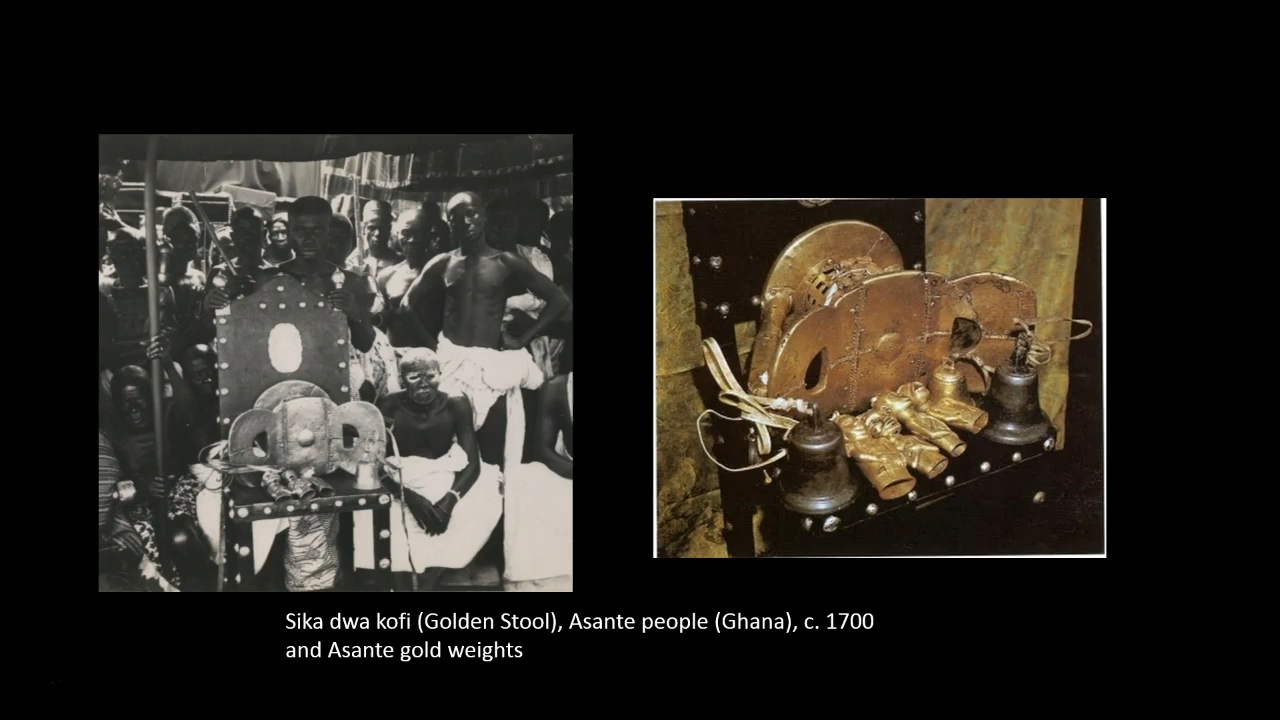 Sika dwa kofi (Golden Stool), Asante people (Ghana), c. 1700
and Asante gold weights